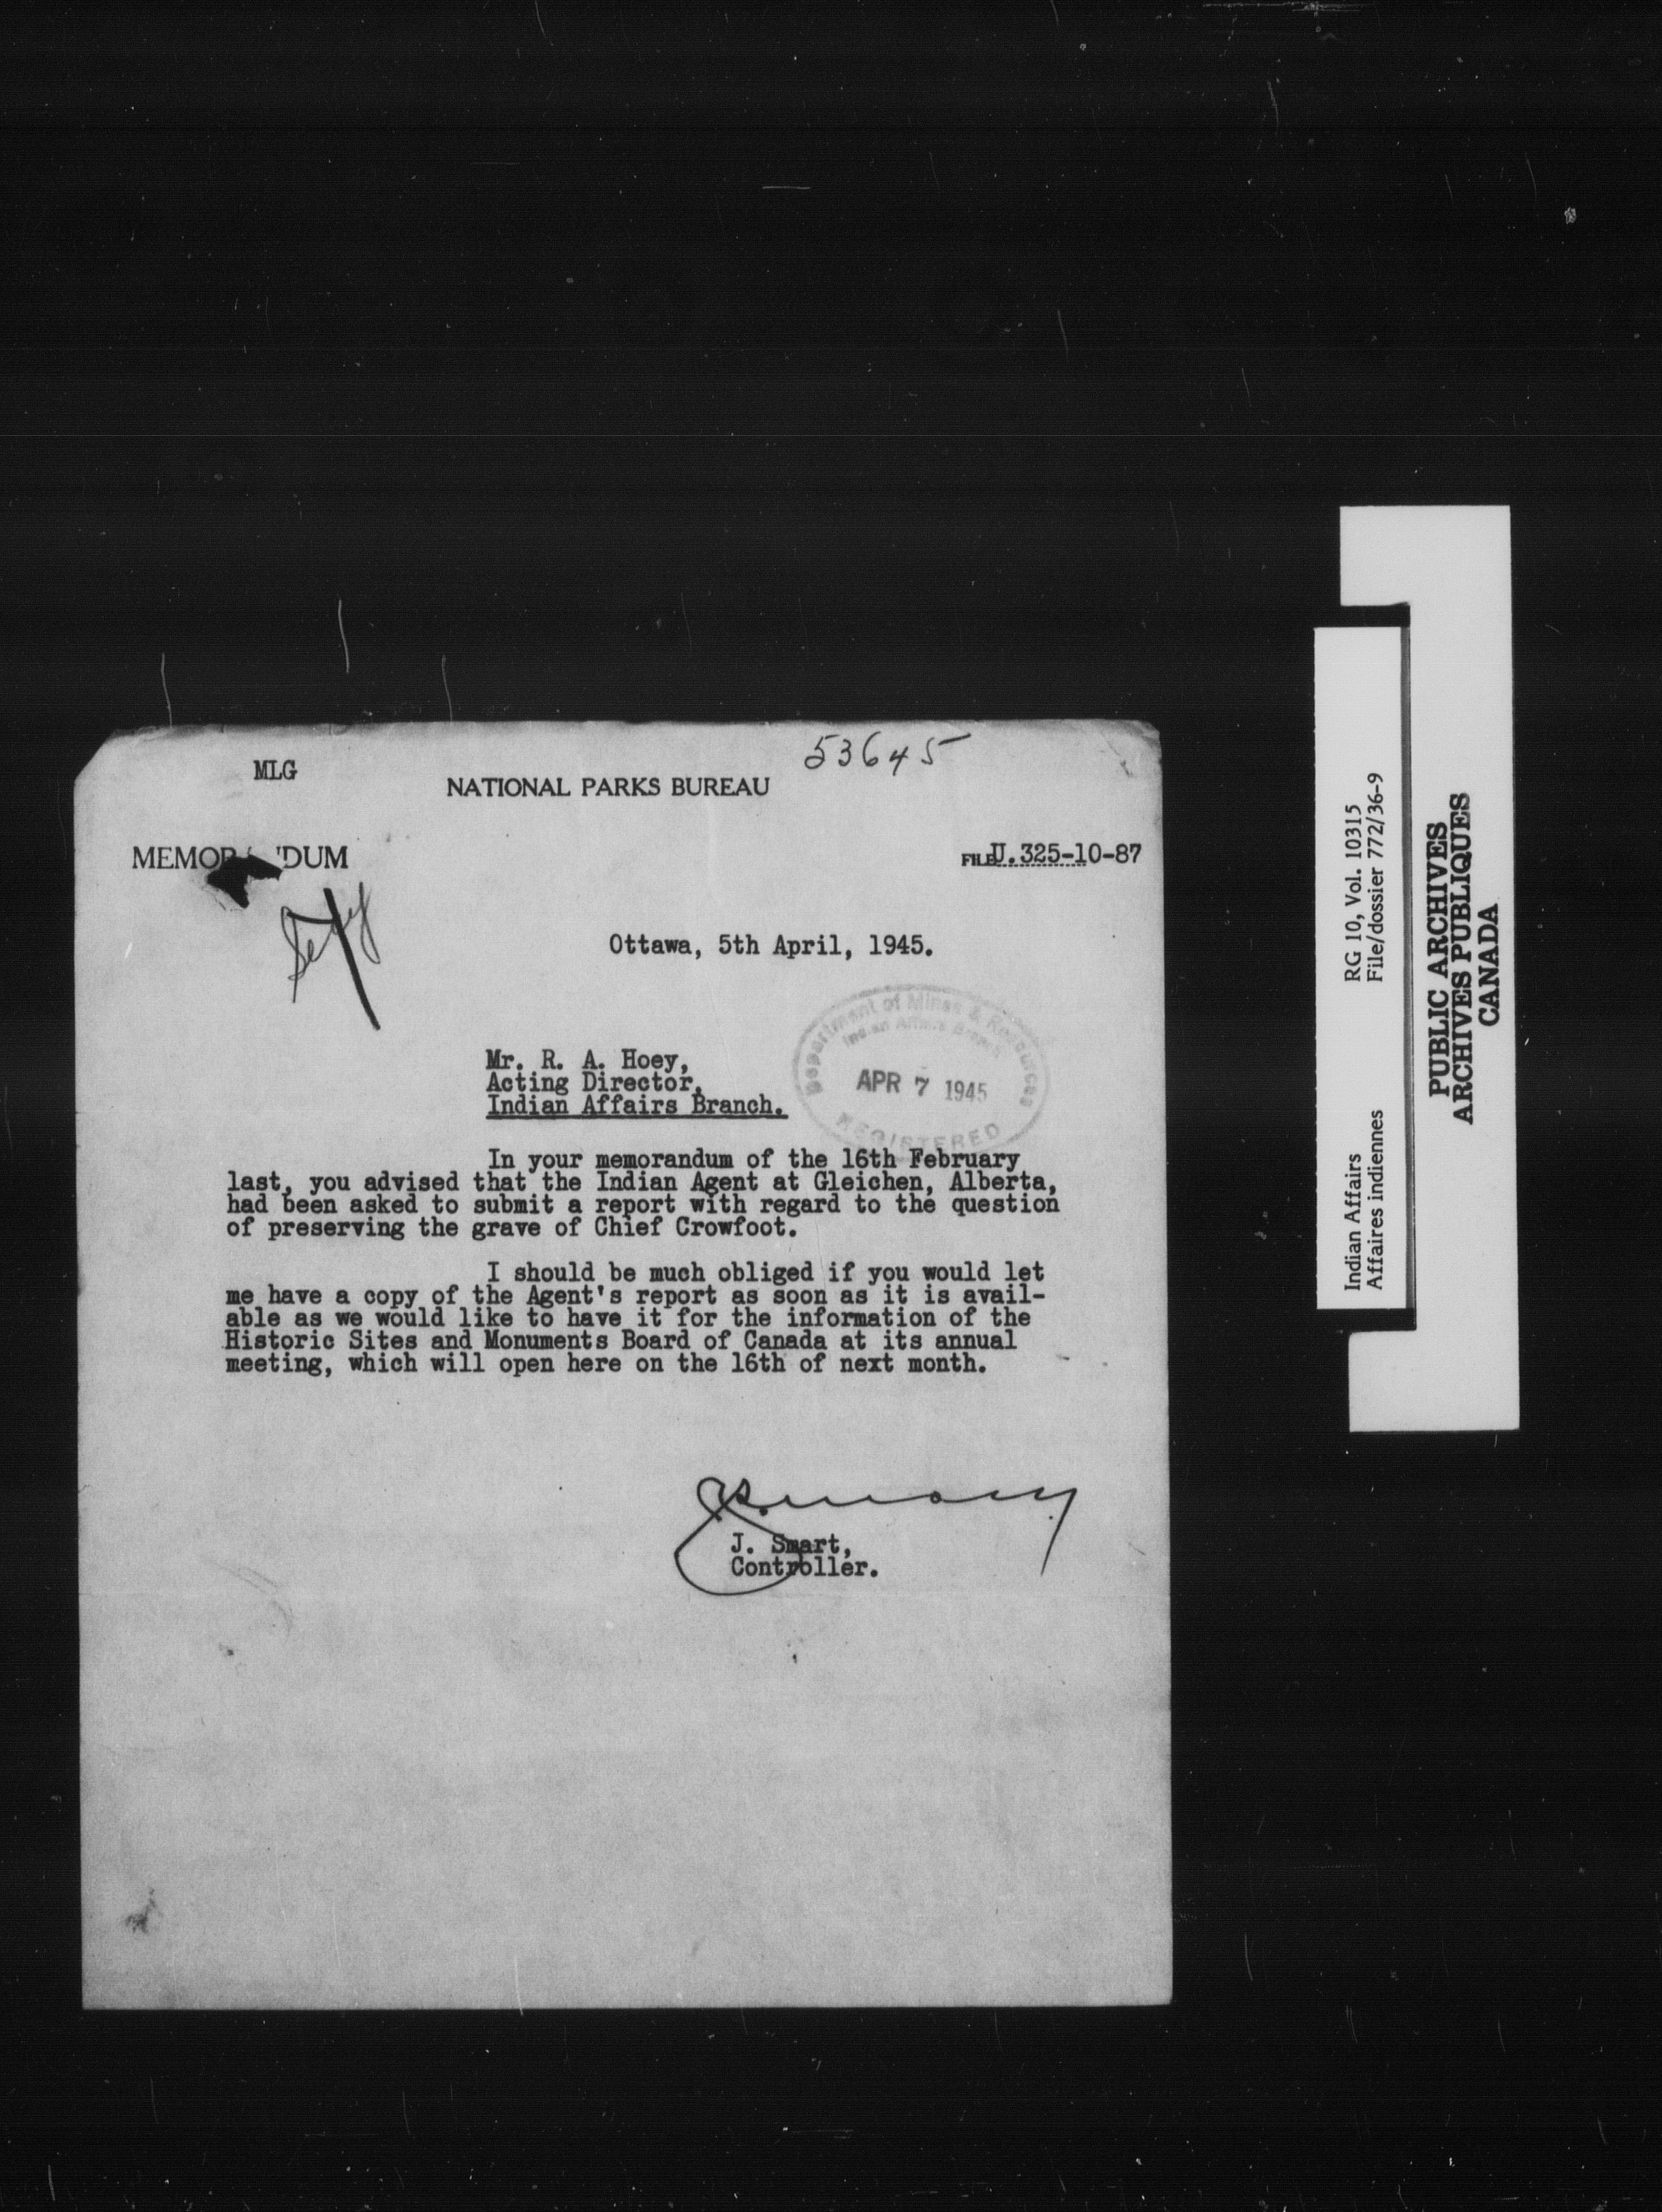 53645
MLG
NATIONAL PARKS BUREAU
MEMOR 'DUM
FILE U.325-10-87
Ottawa, 5th April, 1945.
Department of Mines & Resources
Indian Affairs Branch
APR 7 1945
REGISTERED
Mr. R. A. Hoey,
Acting Director,
Indian Affairs Branch.
In your memorandum of the 16th February
last, you advised that the Indian Agent at Gleichen, Alberta,
had been asked to submit a report with regard to the question
of preserving the grave of Chief Crowfoot.
I should be much obliged if you would let
me have a copy of the Agent's report as soon as it is avail-
able as we would like to have it for the information of the
Historic Sites and Monuments Board of Canada at its annual
meeting, which will open here on the 16th of next month.
J. Smart,
Controller.
Indian Affairs RG 10, Vol. 10315
Affaires indiennes File/dossier 772/36-9
PUBLIC ARCHIVES
ARCHIVES PUBLIQUES
CANADA